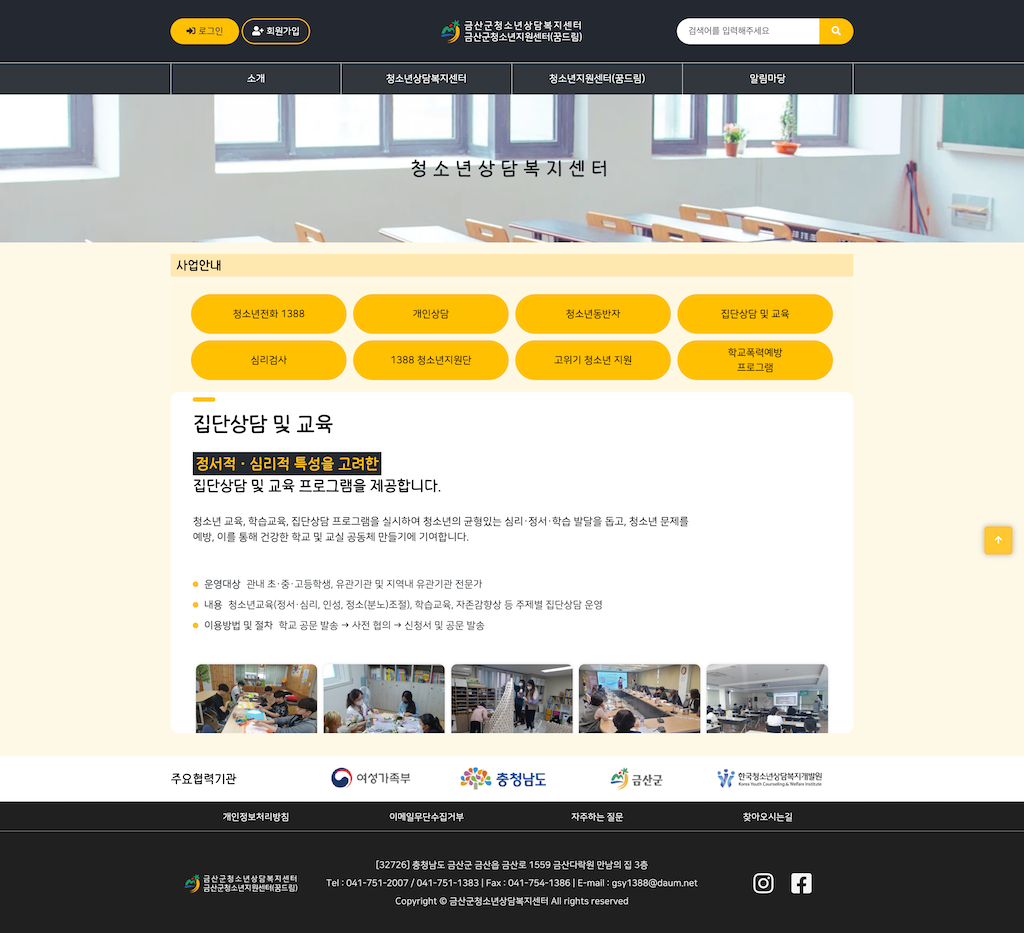 로그인
회원가입
금산군청소년상담복지센터
금산군청소년지원센터(꿈드림)
검색어를 입력해주세요
소개
청소년상담복지센터
청소년지원센터(꿈드림)
알림마당
청소년상담복지센터
사업안내
청소년전화 1388
개인상담
청소년동반자
집단상담 및 교육
심리검사
1388 청소년지원단
고위기 청소년 지원
학교폭력예방
프로그램
집단상담 및 교육
정서적 · 심리적 특성을 고려한
집단상담 및 교육 프로그램을 제공합니다.
청소년 교육, 학습교육, 집단상담 프로그램을 실시하여 청소년의 균형있는 심리·정서·학습 발달을 돕고, 청소년 문제를
예방, 이를 통해 건강한 학교 및 교실 공동체 만들기에 기여합니다.
운영대상 관내 초·중·고등학생, 유관기관 및 지역내 유관기관 전문가
내용 청소년교육(정서·심리, 인성, 정소(분노)조절), 학습교육, 자존감향상 등 주제별 집단상담 운영
이용방법 및 절차 학교 공문 발송 → 사전 협의 → 신청서 및 공문 발송
주요협력기관
여성가족부
충청남도
금산군
한국청소년상담복지개발원
Korea Youth Counseling & Welfare Institute
개인정보처리방침
이메일무단수집거부
자주하는 질문
찾아오시는길
금산군청소년상담복지센터
금산군청소년지원센터(꿈드림)
[32726] 충청남도 금산군 금산읍 금산로 1559 금산다락원 만남의 집 3층
Tel : 041-751-2007 / 041-751-1383 | Fax : 041-754-1386 | E-mail : gsy1388@daum.net
Copyright © 금산군청소년상담복지센터 All rights reserved